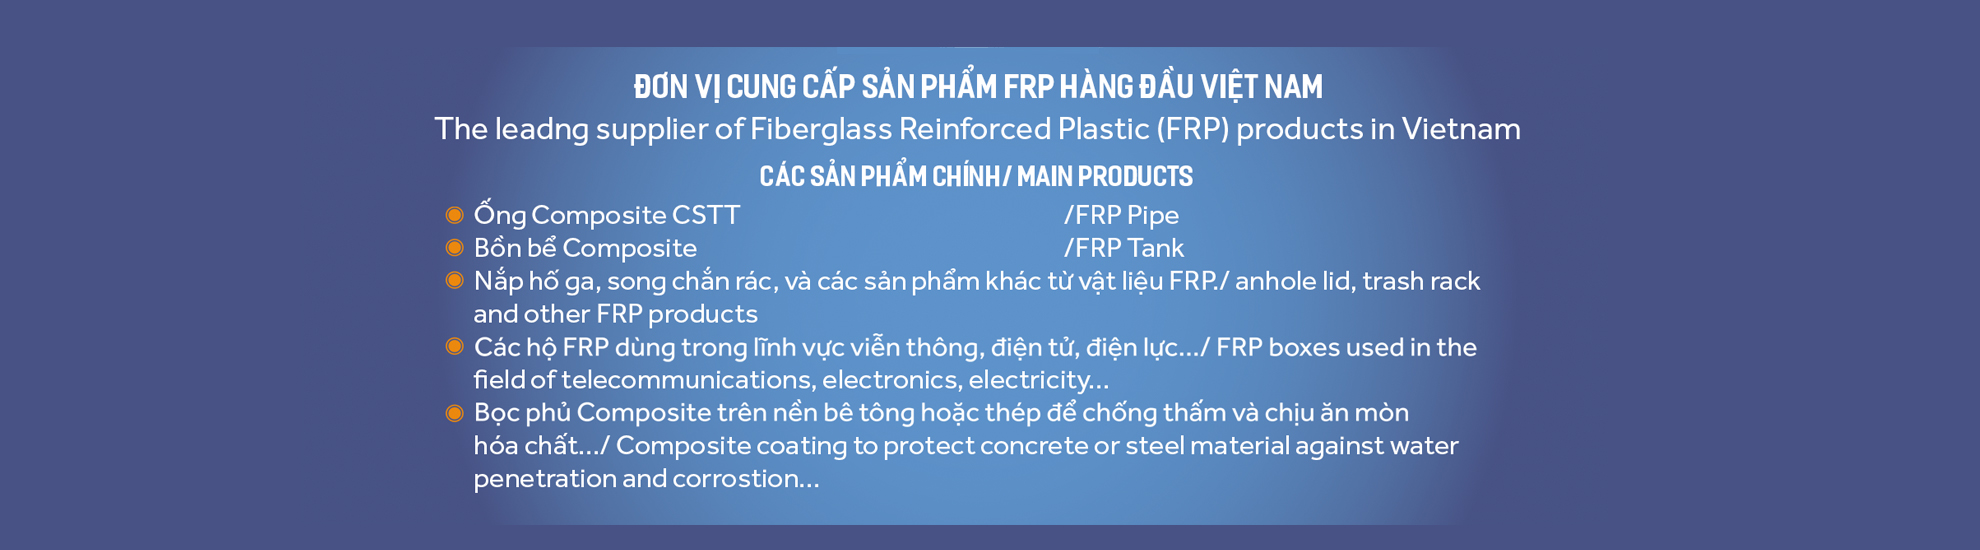 ĐƠN VỊ CUNG CẤP SẢN PHẨM FRP HÀNG ĐẦU VIỆT NAM
The leadng supplier of Fiberglass Reinforced Plastic (FRP) products in Vietnam
CÁC SẢN PHẨM CHÍNH/ MAIN PRODUCTS
Ống Composite CSTT /FRP Pipe
Bồn bể Composite /FRP Tank
Nắp hố ga, song chắn rác, và các sản phẩm khác từ vật liệu FRP./ anhole lid, trash rack
and other FRP products
Các hộ FRP dùng trong lĩnh vực viễn thông, điện tử, điện lực.../ FRP boxes used in the
field of telecommunications, electronics, electricity...
Bọc phủ Composite trên nền bê tông hoặc thép để chống thấm và chịu ăn mòn
hóa chất.../ Composite coating to protect concrete or steel material against water
penetration and corrostion...